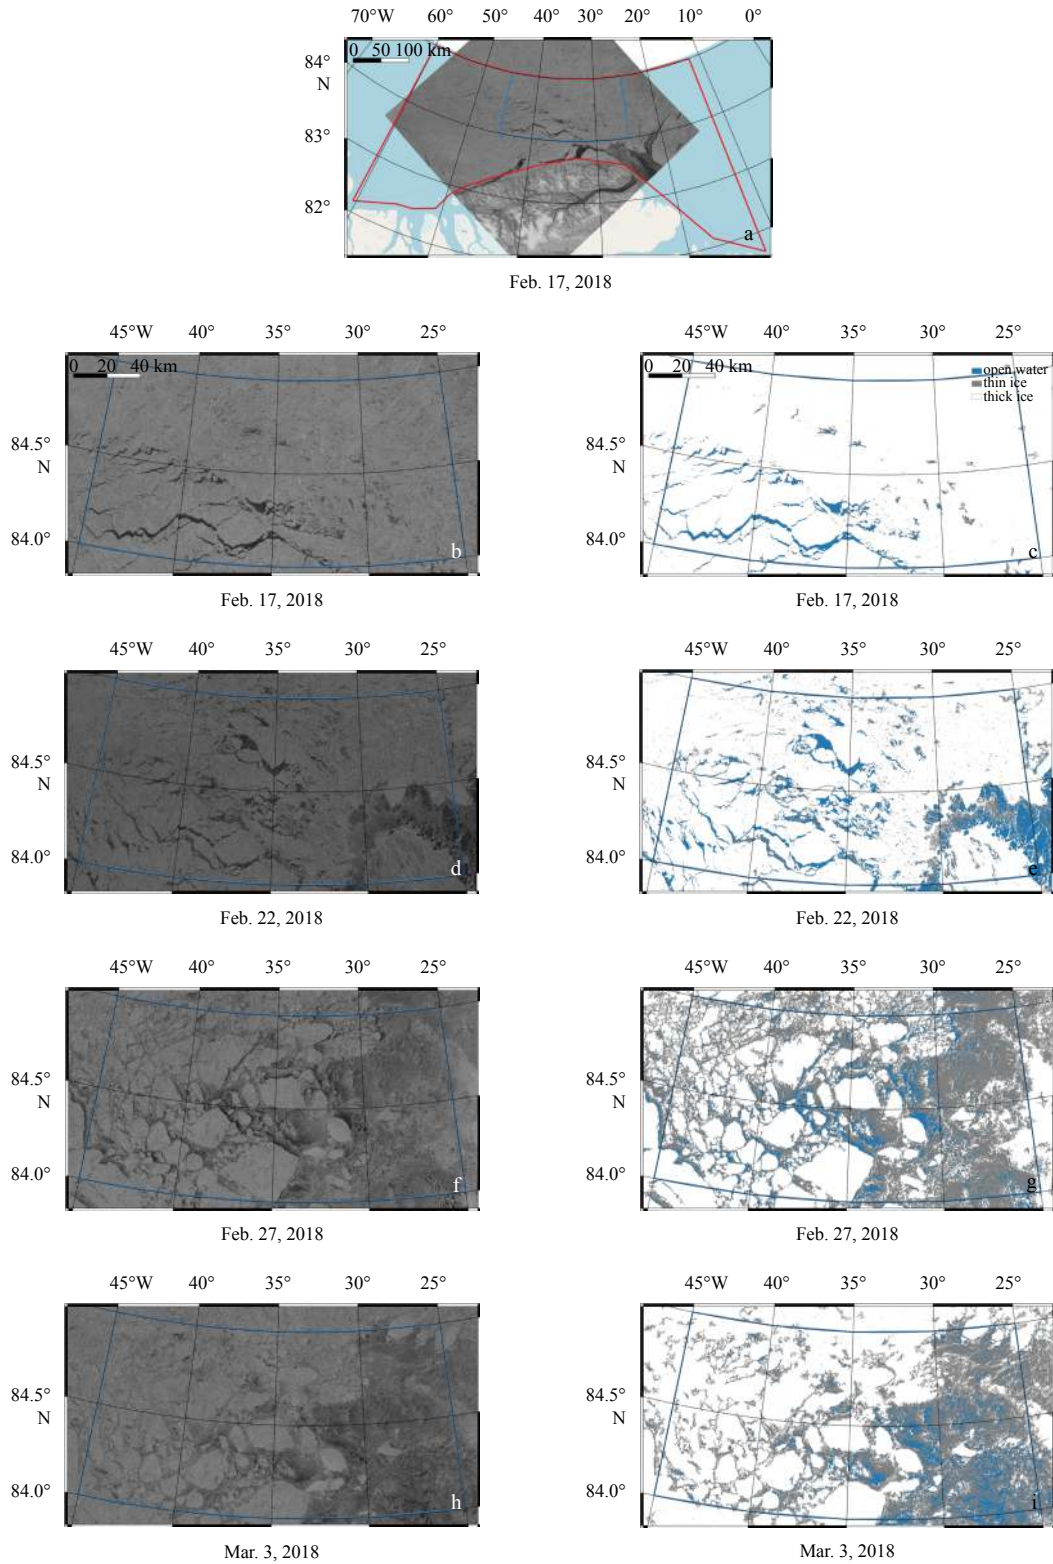 70°W 60° 50° 40° 30° 20° 10° 0°
0 50 100 km
84°
N
83°
82°
a
Feb. 17, 2018
45°W 40° 35° 30° 25°
45°W 40° 35° 30° 25°
0 20 40 km
0 20 40 km
open water
thin ice
thick ice
84.5°
N
84.5°
N
84.0°
84.0°
b
c
Feb. 17, 2018
Feb. 17, 2018
45°W 40° 35° 30° 25°
45°W 40° 35° 30° 25°
84.5°
N
84.5°
N
84.0°
84.0°
d
e
Feb. 22, 2018
Feb. 22, 2018
45°W 40° 35° 30° 25°
45°W 40° 35° 30° 25°
84.5°
N
84.5°
N
84.0°
84.0°
f
g
Feb. 27, 2018
Feb. 27, 2018
45°W 40° 35° 30° 25°
45°W 40° 35° 30° 25°
84.5°
N
84.5°
N
84.0°
84.0°
h
i
Mar. 3, 2018
Mar. 3, 2018